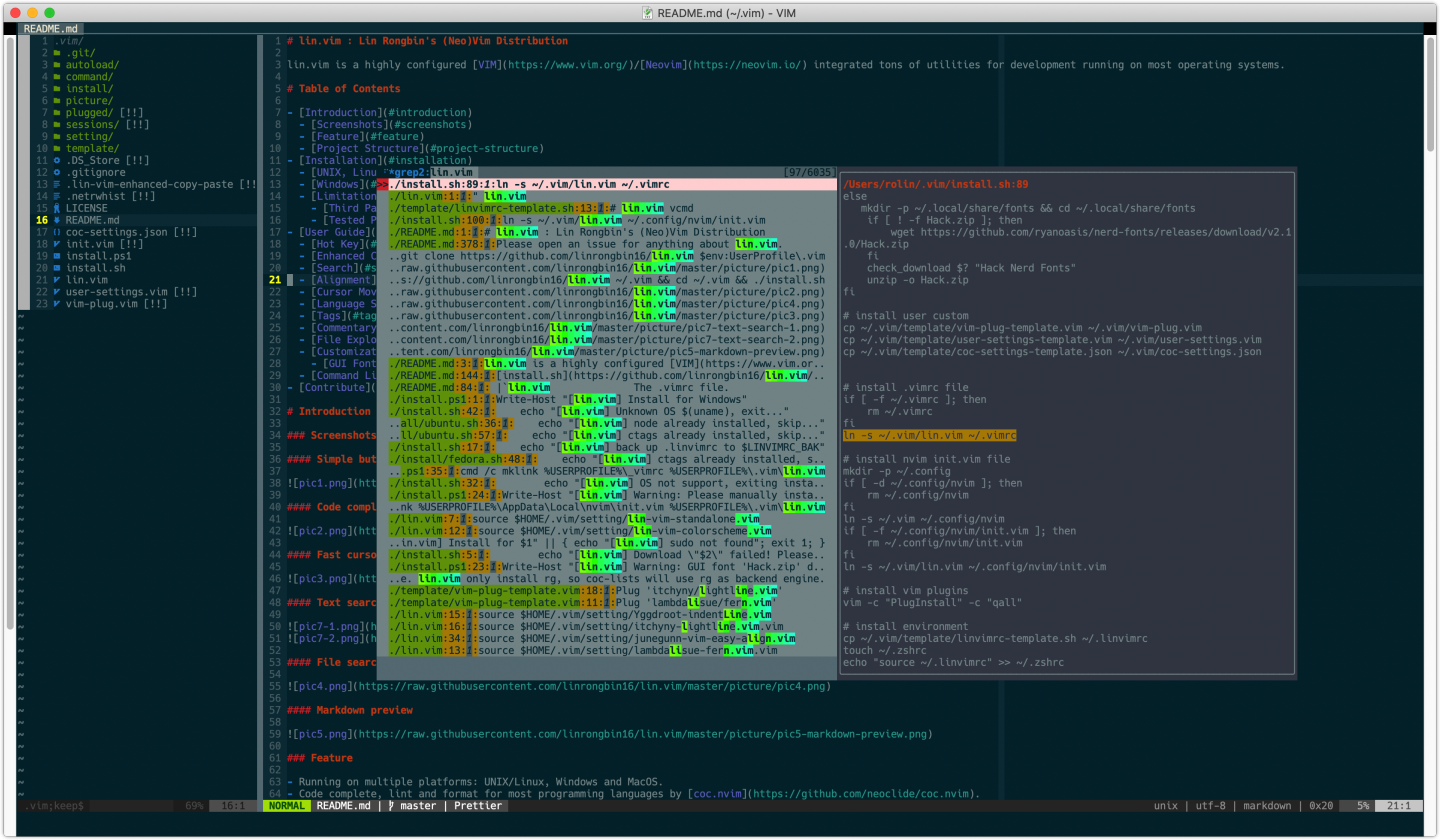 README.md (~/.vim) - VIM
README.md
1 .vim/
2 .git/
3 autoload/
4 command/
5 install/
6 picture/
7 plugged/ [!!]
8 sessions/ [!!]
9 setting/
10 template/
11 .DS_Store [!!]
12 .gitignore
13 .lin-vim-enhanced-copy-paste [!!
14 .netrwhist [!!]
15 LICENSE
16 README.md
17 coc-settings.json [!!]
18 init.vim [!!]
19 install.ps1
20 install.sh
21 lin.vim
22 user-settings.vim [!!]
23 vim-plug.vim [!!]
.vim;keep$ 69% 16:1
1 # lin.vim : Lin Rongbin's (Neo)Vim Distribution
2
3 lin.vim is a highly configured [VIM](https://www.vim.org/)/[Neovim](https://neovim.io/) integrated tons of utilities for development running on most operating systems.
4
5 # Table of Contents
6
7 - [Introduction](#introduction)
8 - [Screenshots](#screenshots)
9 - [Feature](#feature)
10 - [Project Structure](#project-structure)
11 - [Installation](#installation)
12 - [UNIX, Linu
13 - [Windows](#
14 - [Limitation
15 - [Third Pa
16 - [Tested P
17 - [User Guide](
18 - [Hot Key](#
19 - [Enhanced C
20 - [Search](#s
21 - [Alignment]
22 - [Cursor Mov
23 - [Language S
24 - [Tags](#tag
25 - [Commentary
26 - [File Explo
27 - [Customizat
28 - [GUI Font
29 - [Command Li
30 - [Contribute](
31
32 # Introduction
33
34 ### Screenshots
35
36 #### Simple but
37
38 ![pic1.png](htt
39
40 #### Code compl
41
42 ![pic2.png](htt
43
44 #### Fast curso
45
46 ![pic3.png](htt
47
48 #### Text searc
49
50 ![pic7-1.png](h
51 ![pic7-2.png](h
52
53 #### File searc
54
55 ![pic4.png](https://raw.githubusercontent.com/linrongbin16/lin.vim/master/picture/pic4.png)
56
57 #### Markdown preview
58
59 ![pic5.png](https://raw.githubusercontent.com/linrongbin16/lin.vim/master/picture/pic5-markdown-preview.png)
60
61 ### Feature
62
63 - Running on multiple platforms: UNIX/Linux, Windows and MacOS.
64 - Code complete, lint and format for most programming languages by [coc.nvim](https://github.com/neoclide/coc.nvim).
*grep2:lin.vim [97/6035]
>>./install.sh:89:1:ln -s ~/.vim/lin.vim ~/.vimrc
./lin.vim:1:1:" lin.vim
./template/linvimrc-template.sh:13:1:# lin.vim vcmd
./install.sh:100:1:ln -s ~/.vim/lin.vim ~/.config/nvim/init.vim
./README.md:1:1:# lin.vim : Lin Rongbin's (Neo)Vim Distribution
./README.md:378:1:Please open an issue for anything about lin.vim.
..git clone https://github.com/linrongbin16/lin.vim $env:UserProfile\.vim
..raw.githubusercontent.com/linrongbin16/lin.vim/master/picture/pic1.png)
..s://github.com/linrongbin16/lin.vim ~/.vim && cd ~/.vim && ./install.sh
..raw.githubusercontent.com/linrongbin16/lin.vim/master/picture/pic2.png)
..raw.githubusercontent.com/linrongbin16/lin.vim/master/picture/pic4.png)
..raw.githubusercontent.com/linrongbin16/lin.vim/master/picture/pic3.png)
..content.com/linrongbin16/lin.vim/master/picture/pic7-text-search-1.png)
..content.com/linrongbin16/lin.vim/master/picture/pic7-text-search-2.png)
..tent.com/linrongbin16/lin.vim/master/picture/pic5-markdown-preview.png)
./README.md:3:1:lin.vim is a highly configured [VIM](https://www.vim.or..
./README.md:144:1:[install.sh](https://github.com/linrongbin16/lin.vim/..
./README.md:84:1: |`lin.vim The .vimrc file.
./install.ps1:1:1:Write-Host "[lin.vim] Install for Windows"
./install.sh:42:1: echo "[lin.vim] Unknown OS $(uname), exit..."
..all/ubuntu.sh:36:1: echo "[lin.vim] node already installed, skip..."
..ll/ubuntu.sh:57:1: echo "[lin.vim] ctags already installed, skip..."
./install.sh:17:1: echo "[lin.vim] back up .linvimrc to $LINVIMRC_BAK"
./install/fedora.sh:48:1: echo "[lin.vim] ctags already installed, s..
...ps1:35:1:cmd /c mklink %USERPROFILE%\_vimrc %USERPROFILE%\.vim\lin.vim
./install.sh:32:1: echo "[lin.vim] OS not support, exiting insta..
./install.ps1:24:1:Write-Host "[lin.vim] Warning: Please manually insta..
..nk %USERPROFILE%\AppData\Local\nvim\init.vim %USERPROFILE%\.vim\lin.vim
./lin.vim:7:1:source $HOME/.vim/setting/lin-vim-standalone.vim
./lin.vim:12:1:source $HOME/.vim/setting/lin-vim-colorscheme.vim
..in.vim] Install for $1" || { echo "[lin.vim] sudo not found"; exit 1; }
./install.sh:5:1: echo "[lin.vim] Download \"$2\" failed! Please..
./install.ps1:23:1:Write-Host "[lin.vim] Warning: GUI font 'Hack.zip' d..
..e. lin.vim only install rg, so coc-lists will use rg as backend engine.
./template/vim-plug-template.vim:18:1:Plug 'itchyny/lightline.vim'
./template/vim-plug-template.vim:11:1:Plug 'lambdalisue/fern.vim'
./lin.vim:15:1:source $HOME/.vim/setting/Yggdroot-indentLine.vim
./lin.vim:16:1:source $HOME/.vim/setting/itchyny-lightline.vim.vim
./lin.vim:34:1:source $HOME/.vim/setting/junegunn-vim-easy-align.vim
./lin.vim:13:1:source $HOME/.vim/setting/lambdalisue-fern.vim.vim
/Users/rolin/.vim/install.sh:89
else
mkdir -p ~/.local/share/fonts && cd ~/.local/share/fonts
if [ ! -f Hack.zip ]; then
wget https://github.com/ryanoasis/nerd-fonts/releases/download/v2.1
.0/Hack.zip
fi
check_download $? "Hack Nerd Fonts"
unzip -o Hack.zip
fi
# install user custom
cp ~/.vim/template/vim-plug-template.vim ~/.vim/vim-plug.vim
cp ~/.vim/template/user-settings-template.vim ~/.vim/user-settings.vim
cp ~/.vim/template/coc-settings-template.json ~/.vim/coc-settings.json
# install .vimrc file
if [ -f ~/.vimrc ]; then
rm ~/.vimrc
fi
ln -s ~/.vim/lin.vim ~/.vimrc
# install nvim init.vim file
mkdir -p ~/.config
if [ -d ~/.config/nvim ]; then
rm ~/.config/nvim
fi
ln -s ~/.vim ~/.config/nvim
if [ -f ~/.config/nvim/init.vim ]; then
rm ~/.config/nvim/init.vim
fi
ln -s ~/.vim/lin.vim ~/.config/nvim/init.vim
# install vim plugins
vim -c "PlugInstall" -c "qall"
# install environment
cp ~/.vim/template/linvimrc-template.sh ~/.linvimrc
touch ~/.zshrc
echo "source ~/.linvimrc" >> ~/.zshrc
NORMAL README.md | master | Prettier unix | utf-8 | markdown | 0x20 5% 21:1